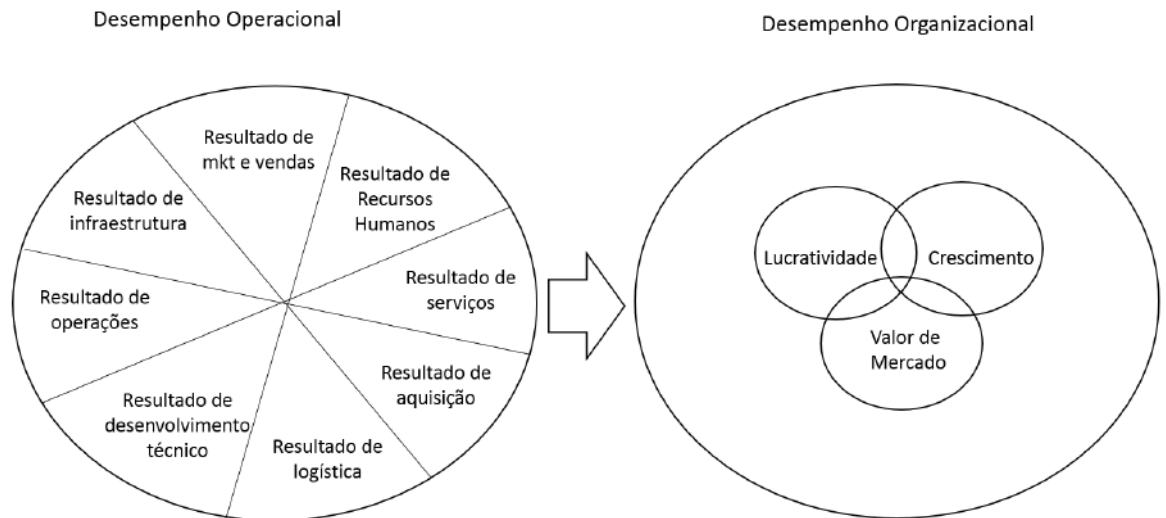 Desempenho Operacional
Desempenho Organizacional
Resultado de
mkt e vendas
Resultado de
Recursos
Humanos
Resultado de
serviços
Resultado de
aquisição
Resultado de
logística
Resultado de
desenvolvimento
técnico
Resultado de
operações
Resultado de
infraestrutura
Lucratividade
Crescimento
Valor de
Mercado